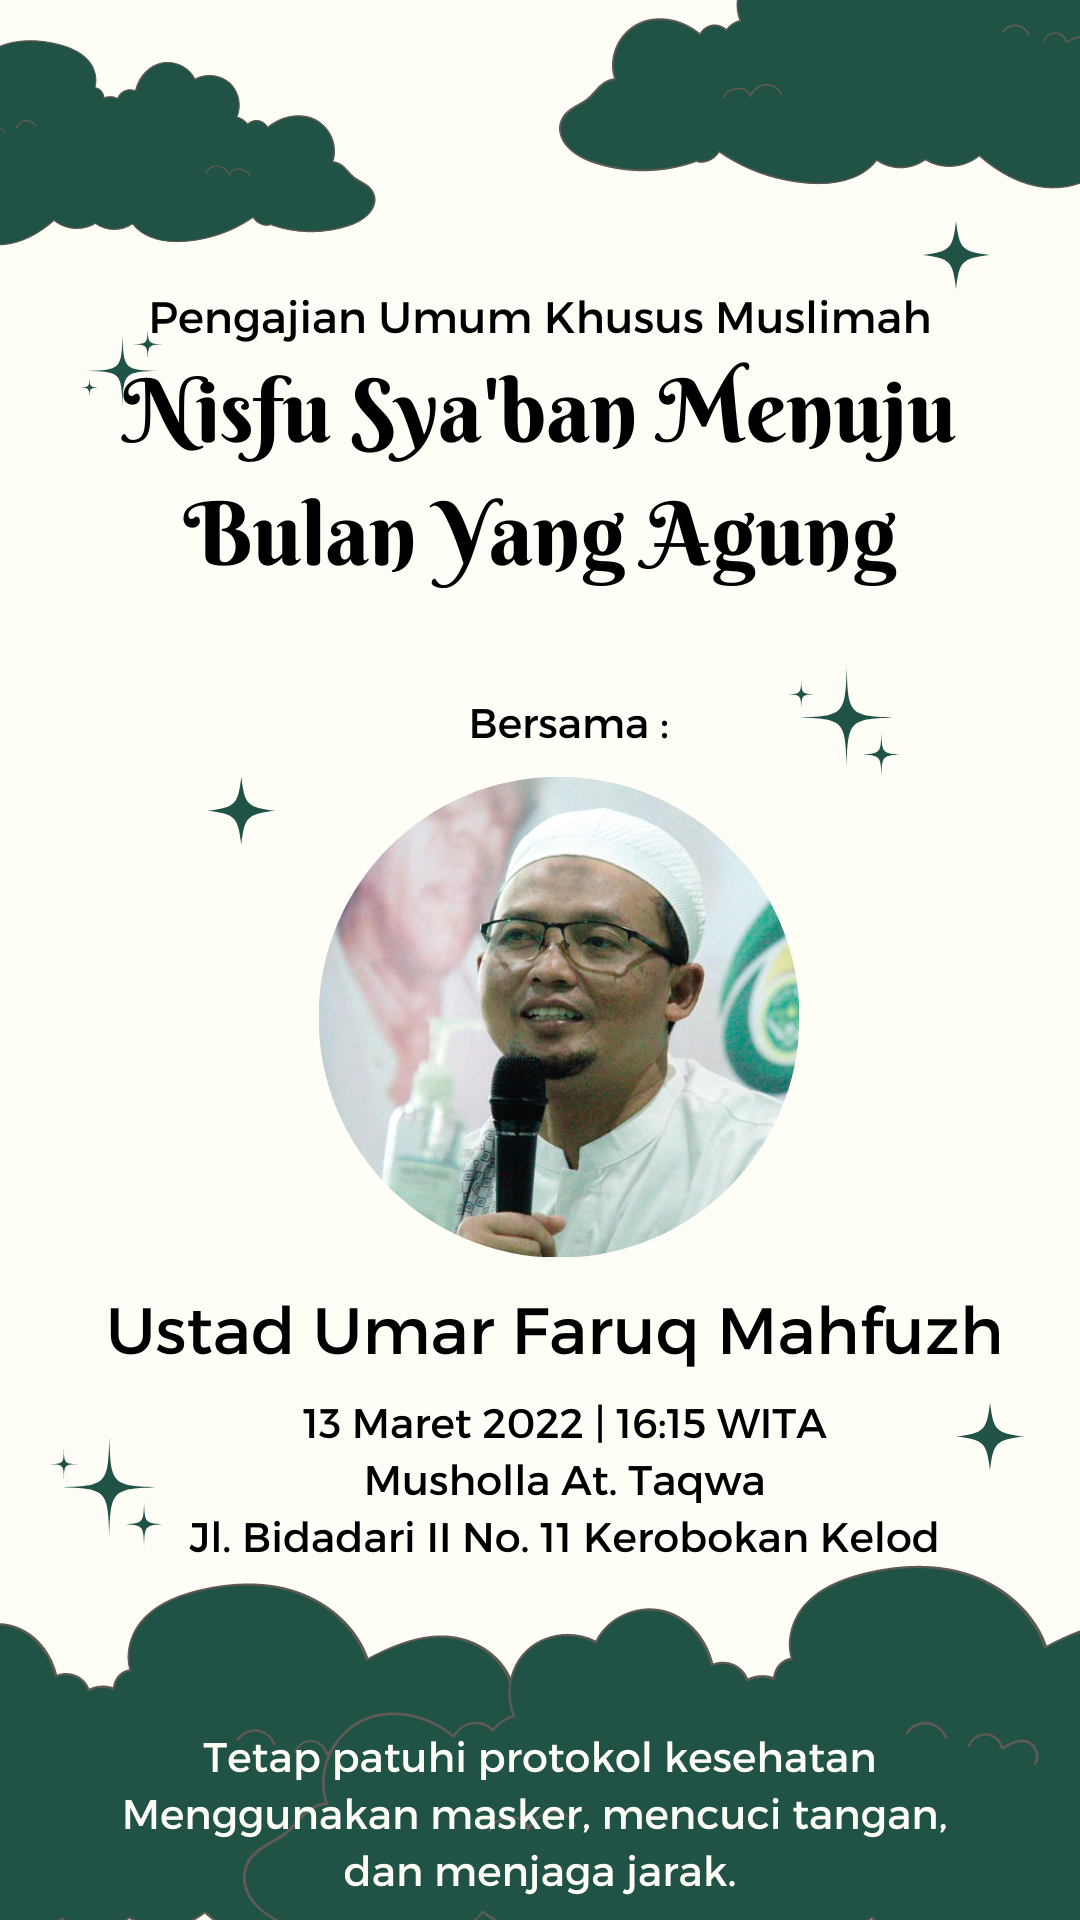 Pengajian Umum Khusus Muslimah
Nisfu Sya'ban Menuju
Bulan Yang Agung
Bersama :
Ustad Umar Faruq Mahfuzh
13 Maret 2022 | 16:15 WITA
Musholla At. Taqwa
Jl. Bidadari II No. 11 Kerobokan Kelod
Tetap patuhi protokol kesehatan
Menggunakan masker, mencuci tangan,
dan menjaga jarak.